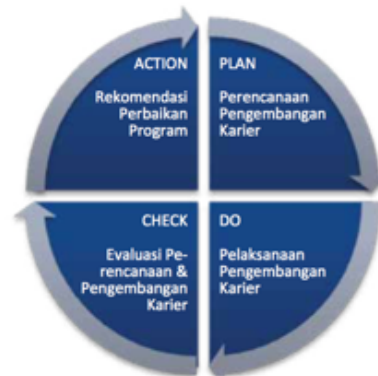 ACTION
Rekomendasi
Perbaikan
Program
PLAN
Perencanaan
Pengembangan
Karier
CHECK
Evaluasi Pe-
rencanaan &
Pengembangan
Karier
DO
Pelaksanaan
Pengembangan
Karier